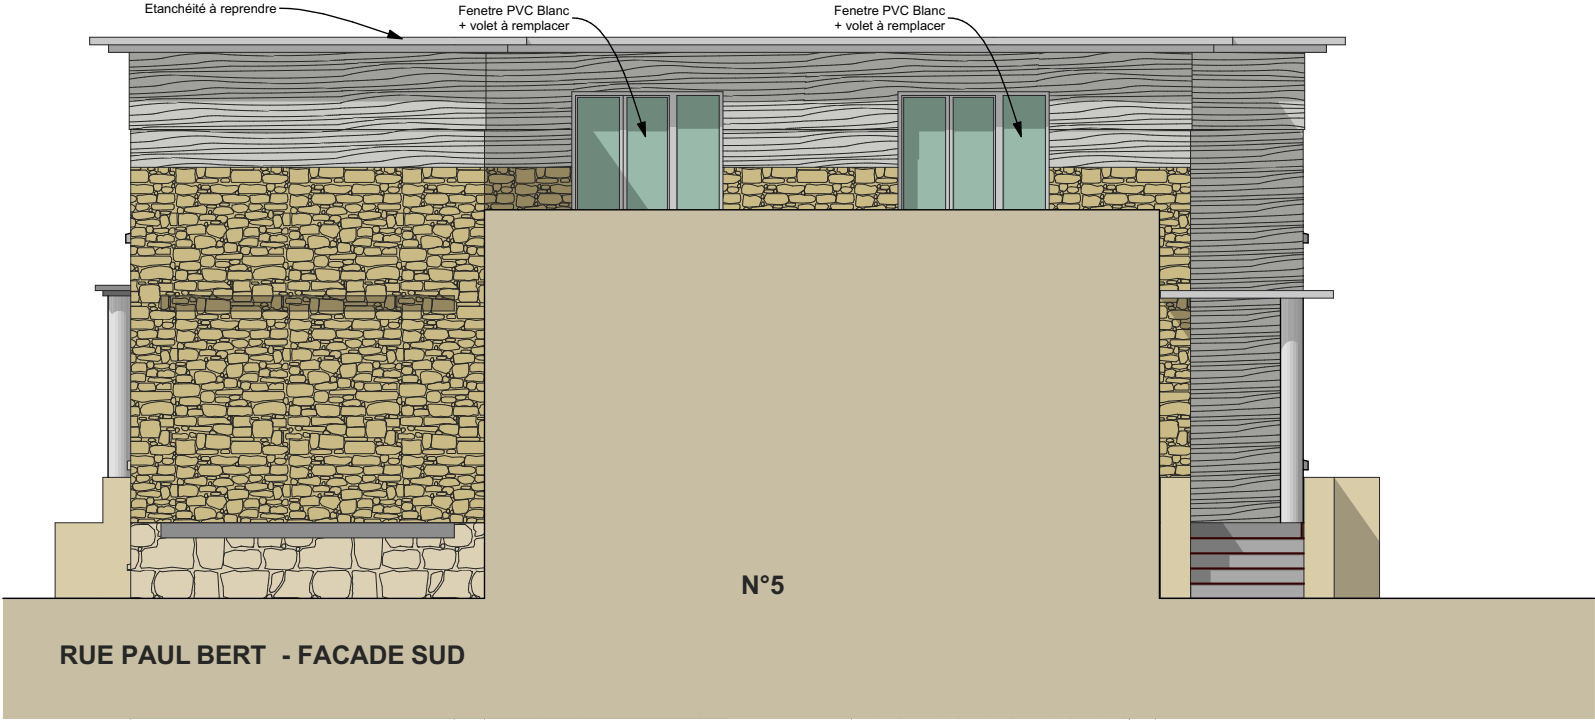 Etanchéité à reprendre
Fenetre PVC Blanc
+ volet à remplacer
Fenetre PVC Blanc
+ volet à remplacer
N°5
RUE PAUL BERT - FACADE SUD